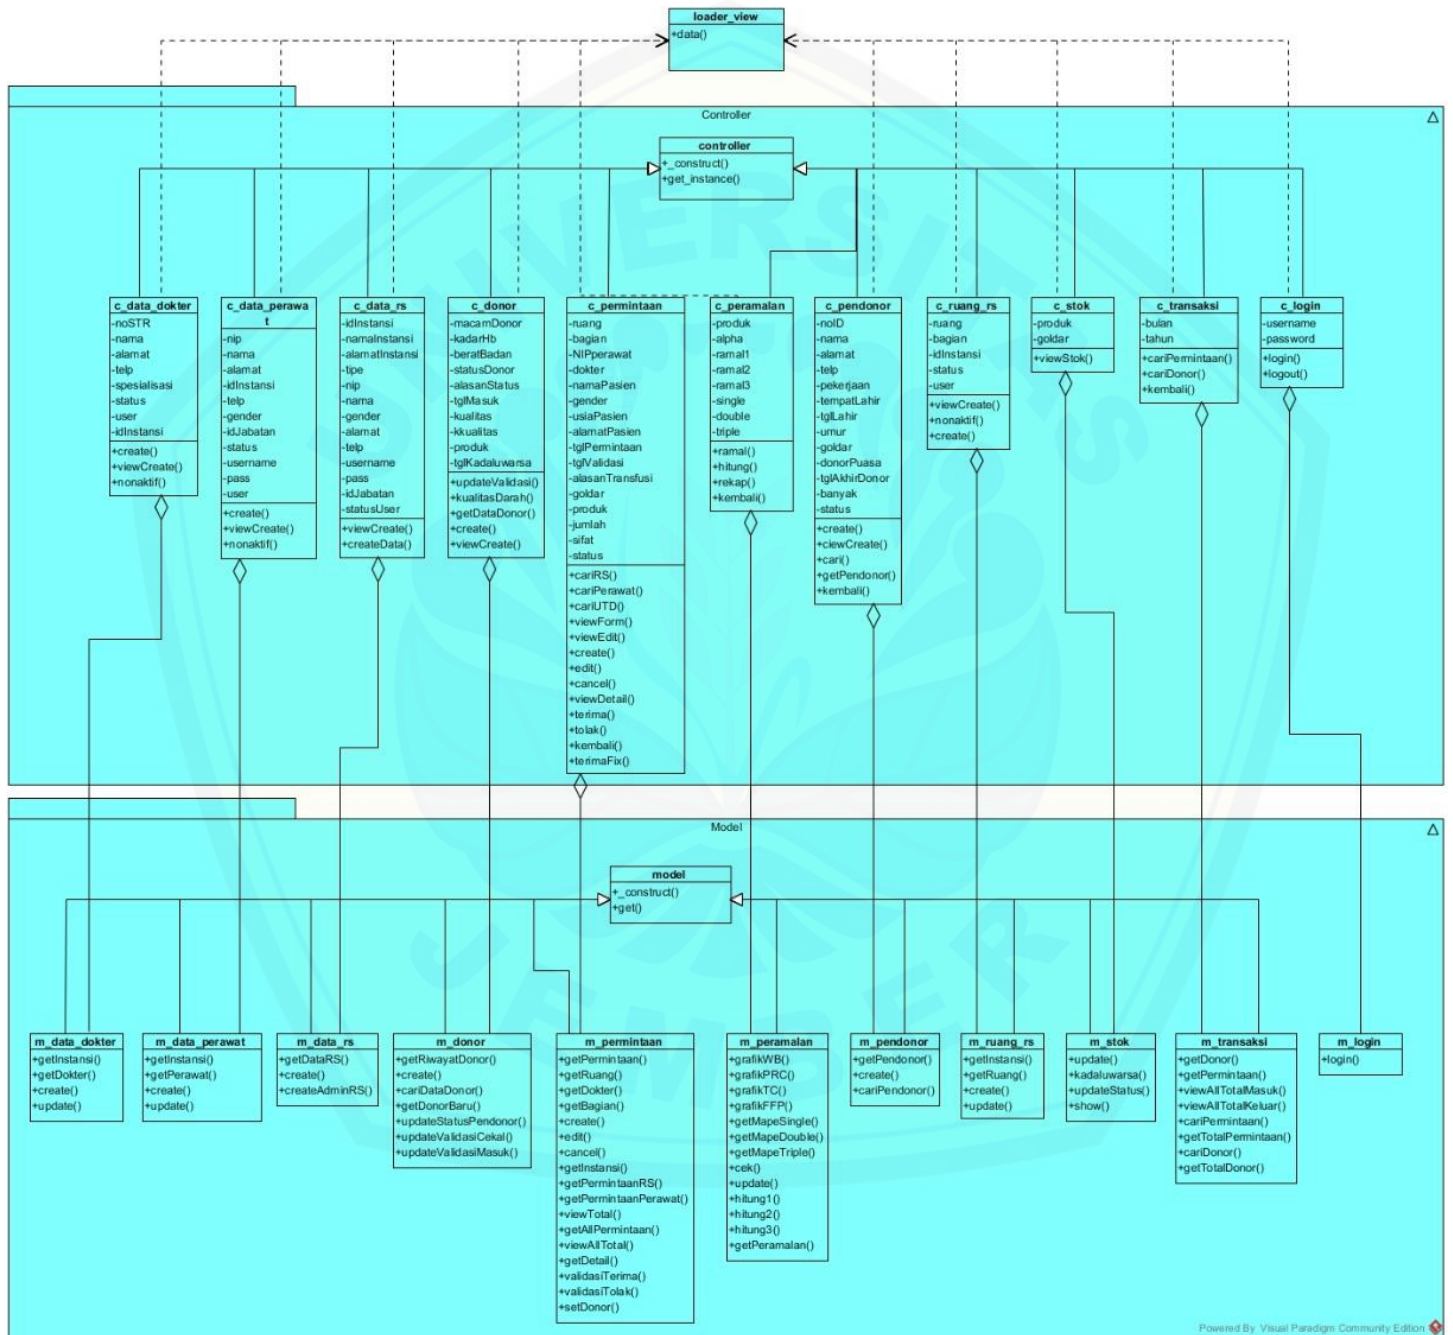 loader_view
+data()
Controller
controller
+_construct()
+get_instance()
c_data_dokter
-noSTR
-nama
-alamat
-telp
-spesialisasi
-status
-user
-idInstansi
+create()
+viewCreate()
+nonaktif()
c_data_perawa
t
-nip
-nama
-alamat
-idInstansi
-telp
-gender
-idJabatan
-status
-username
-pass
-user
+create()
+viewCreate()
+nonaktif()
c_data_rs
-idInstansi
-namaInstansi
-alamatInstansi
-tipe
-nip
-nama
-gender
-alamat
-telp
-username
-pass
-idJabatan
-statusUser
+viewCreate()
+createData()
c_donor
-macamDonor
-kadarHb
-beratBadan
-statusDonor
-alasanStatus
-tglMasuk
-kualitas
-kkualitas
-produk
-tglKadaluwarsa
+updateValidasi()
+kualitasDarah()
+getDataDonor()
+create()
+viewCreate()
c_permintaan
-ruang
-bagian
-NIPperawat
-dokter
-namaPasien
-gender
-usiaPasien
-alamatPasien
-tglPermintaan
-tglValidasi
-alasanTransfusi
-goldar
-produk
-jumlah
-sifat
-status
+cariRS()
+cariPerawat()
+cariUTD()
+viewForm()
+viewEdit()
+create()
+edit()
+cancel()
+viewDetail()
+terima()
+tolak()
+kembali()
+terimaFix()
c_peramalan
-produk
-alpha
-ramal1
-ramal2
-ramal3
-single
-double
-triple
+ramal()
+hitung()
+rekap()
+kembali()
c_pendonor
-noID
-nama
-alamat
-telp
-pekerjaan
-tempatLahir
-tglLahir
-umur
-goldar
-donorPuasa
-tglAkhirDonor
-banyak
-status
+create()
+ciewCreate()
+cari()
+getPendonor()
+kembali()
c_ruang_rs
-ruang
-bagian
-idInstansi
-status
-user
+viewCreate()
+nonaktif()
+create()
c_stok
-produk
-goldar
+viewStok()
c_transaksi
-bulan
-tahun
+cariPermintaan()
+cariDonor()
+kembali()
c_login
-username
-password
+login()
+logout()
Model
model
+_construct()
+get()
m_data_dokter
+getInstansi()
+getDokter()
+create()
+update()
m_data_perawat
+getInstansi()
+getPerawat()
+create()
+update()
m_data_rs
+getDataRS()
+create()
+createAdminRS()
m_donor
+getRiwayatDonor()
+create()
+cariDataDonor()
+getDonorBaru()
+updateStatusPendonor()
+updateValidasiCekal()
+updateValidasiMasuk()
m_permintaan
+getPermintaan()
+getRuang()
+getDokter()
+getBagian()
+create()
+edit()
+cancel()
+getInstansi()
+getPermintaanRS()
+getPermintaanPerawat()
+viewTotal()
+getAllPermintaan()
+viewAllTotal()
+getDetail()
+validasiTerima()
+validasiTolak()
+setDonor()
m_peramalan
+grafikWB()
+grafikPRC()
+grafikTC()
+grafikFFP()
+getMapeSingle()
+getMapeDouble()
+getMapeTriple()
+cek()
+update()
+hitung1()
+hitung2()
+hitung3()
+getPeramalan()
m_pendonor
+getPendonor()
+create()
+cariPendonor()
m_ruang_rs
+getInstansi()
+getRuang()
+create()
+update()
m_stok
+update()
+kadaluwarsa()
+updateStatus()
+show()
m_transaksi
+getDonor()
+getPermintaan()
+viewAllTotalMasuk()
+viewAllTotalKeluar()
+cariPermintaan()
+getTotalPermintaan()
+cariDonor()
+getTotalDonor()
m_login
+login()
UNIVERSITAS
JEMBER
Powered By Visual Paradigm Community Edition